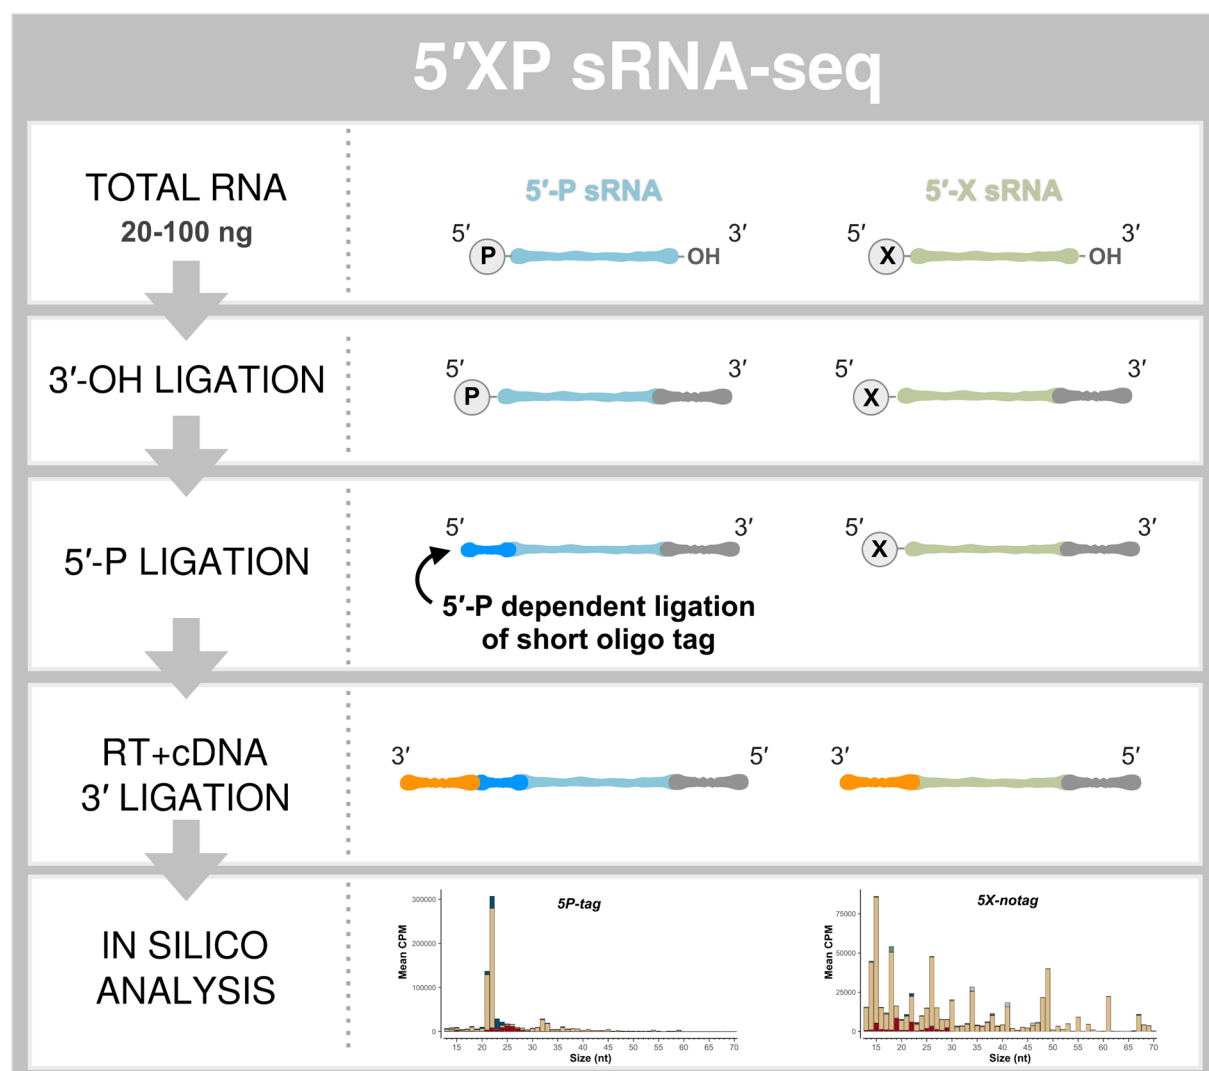 5′XP sRNA-seq
TOTAL RNA
20-100 ng
5′-P sRNA
5′-X sRNA
5′
3′
5′
3′
P
OH
X
OH
3′-OH LIGATION
5′
3′
5′
3′
P
X
5′-P LIGATION
5′
3′
5′
3′
X
5′-P dependent ligation
of short oligo tag
RT+cDNA
3′ LIGATION
3′
5′
3′
5′
IN SILICO
ANALYSIS
5P-tag
Mean CPM
300000
200000
100000
0
15 20 25 30 35 40 45 50 55 60 65 70
Size (nt)
5X-notag
Mean CPM
75000
50000
25000
0
15 20 25 30 35 40 45 50 55 60 65 70
Size (nt)